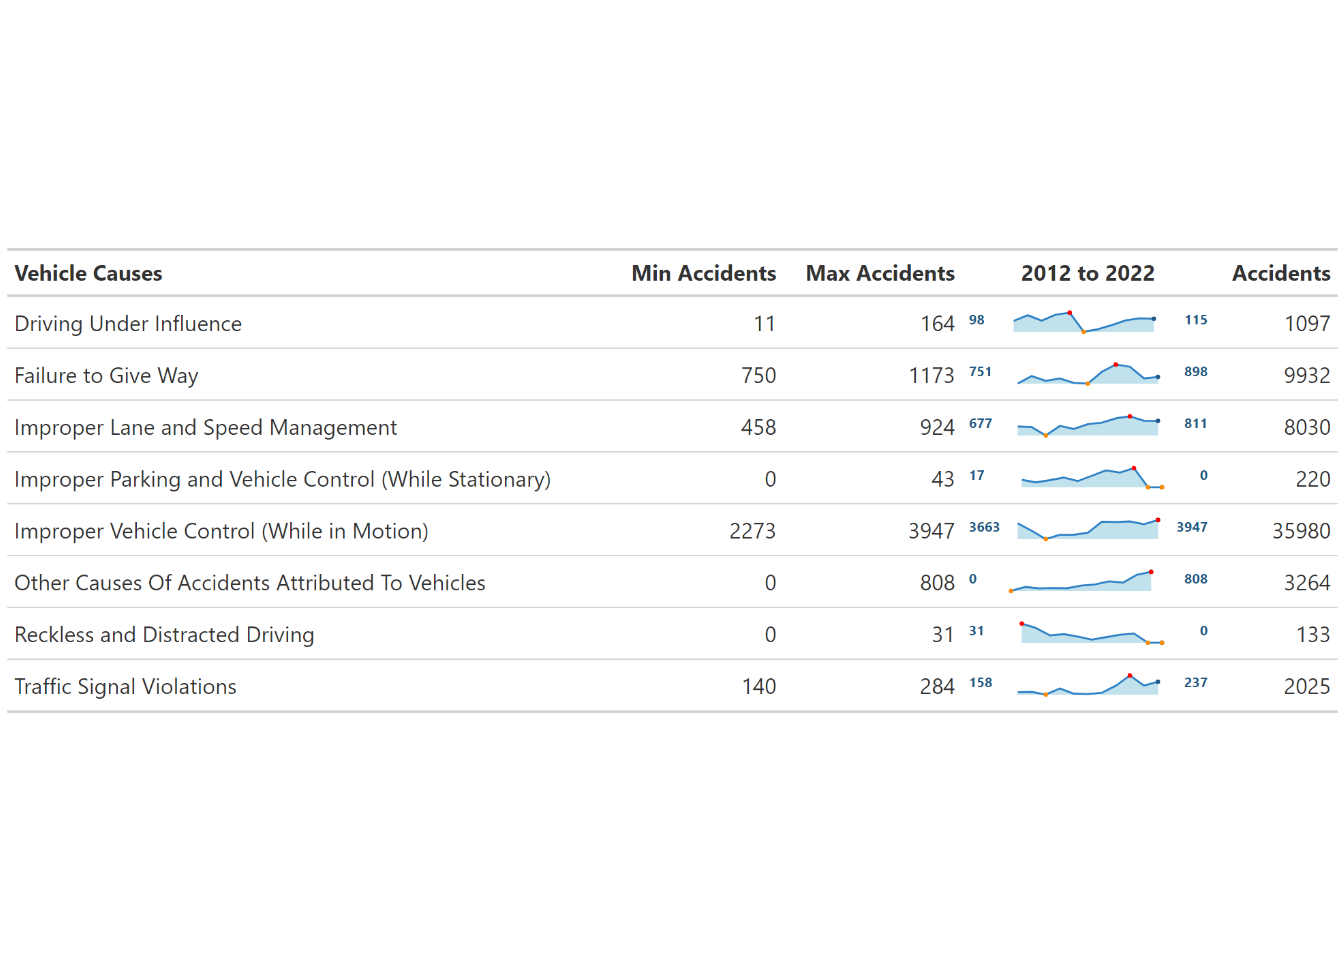 Vehicle Causes Min Accidents Max Accidents 2012 to 2022 Accidents
Driving Under Influence 11 164 98 115 1097
Failure to Give Way 750 1173 751 898 9932
Improper Lane and Speed Management 458 924 677 811 8030
Improper Parking and Vehicle Control (While Stationary) 0 43 17 0 220
Improper Vehicle Control (While in Motion) 2273 3947 3663 3947 35980
Other Causes Of Accidents Attributed To Vehicles 0 808 0 808 3264
Reckless and Distracted Driving 0 31 31 0 133
Traffic Signal Violations 140 284 158 237 2025